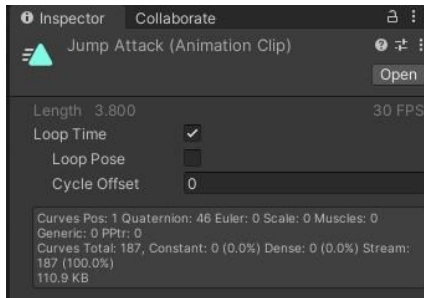 Inspector Collaborate
Jump Attack (Animation Clip)
Open
Length 3.800 30 FPS
Loop Time
Loop Pose
Cycle Offset 0
Curves Pos: 1 Quaternion: 46 Euler: 0 Scale: 0 Muscles: 0
Generic: 0 PPtr: 0
Curves Total: 187, Constant: 0 (0.0%) Dense: 0 (0.0%) Stream:
187 (100.0%)
110.9 KB